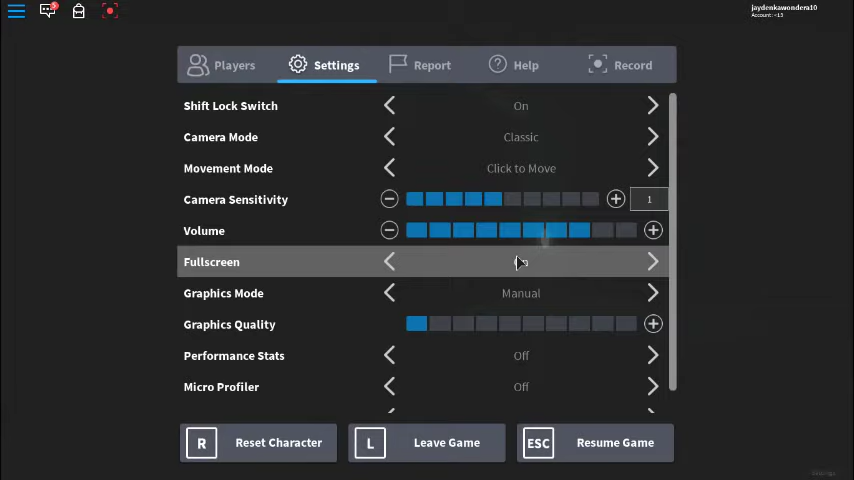 jaydenkawondera10
Account: <13
Players
Settings
Report
Help
Record
Shift Lock Switch
On
Camera Mode
Classic
Movement Mode
Click to Move
Camera Sensitivity
1
Volume
Fullscreen
Graphics Mode
Manual
Graphics Quality
Performance Stats
Off
Micro Profiler
Off
R
Reset Character
L
Leave Game
ESC
Resume Game